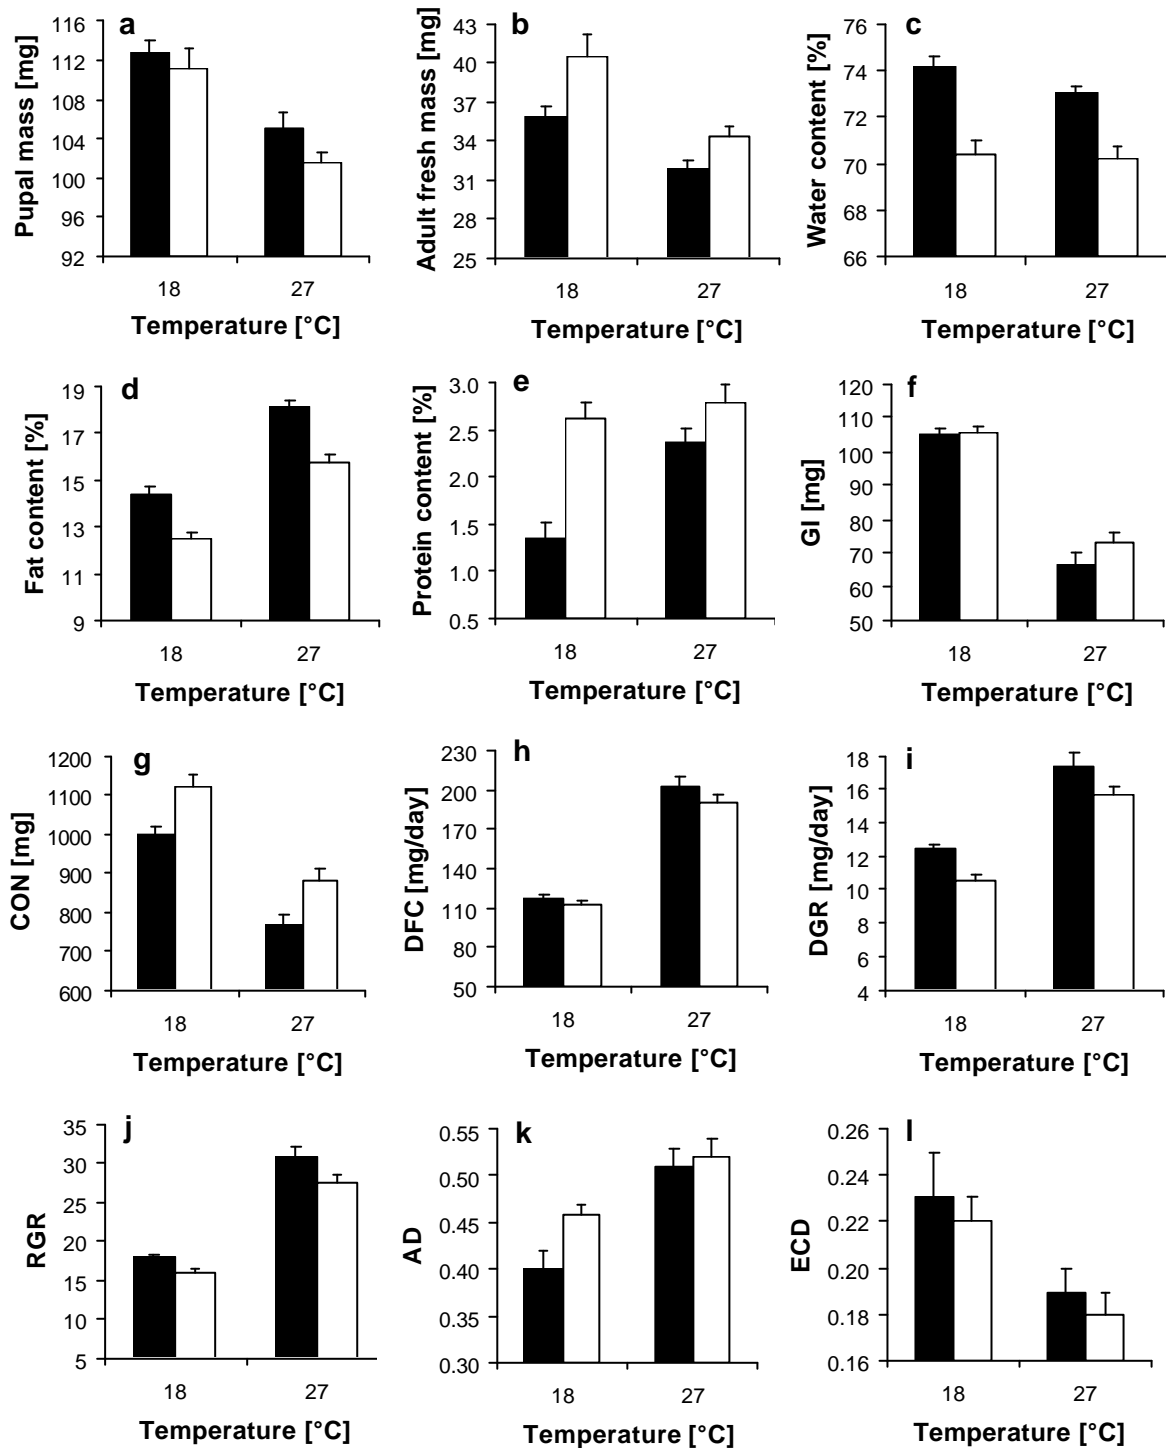 a
Pupal mass [mg]
116
112
108
104
100
96
92
18 27
Temperature [°C]
b
Adult fresh mass [mg]
43
40
37
34
31
28
25
18 27
Temperature [°C]
c
Water content [%]
76
74
72
70
68
66
18 27
Temperature [°C]
d
Fat content [%]
19
17
15
13
11
9
18 27
Temperature [°C]
e
Protein content [%]
3.0
2.5
2.0
1.5
1.0
0.5
18 27
Temperature [°C]
f
GI [mg]
120
110
100
90
80
70
60
50
18 27
Temperature [°C]
g
CON [mg]
1200
1100
1000
900
800
700
600
18 27
Temperature [°C]
h
DFC [mg/day]
230
200
170
140
110
80
50
18 27
Temperature [°C]
i
DGR [mg/day]
18
16
14
12
10
8
6
4
18 27
Temperature [°C]
j
RGR
35
30
25
20
15
10
5
18 27
Temperature [°C]
k
AD
0.55
0.50
0.45
0.40
0.35
0.30
18 27
Temperature [°C]
l
ECD
0.26
0.24
0.22
0.20
0.18
0.16
18 27
Temperature [°C]